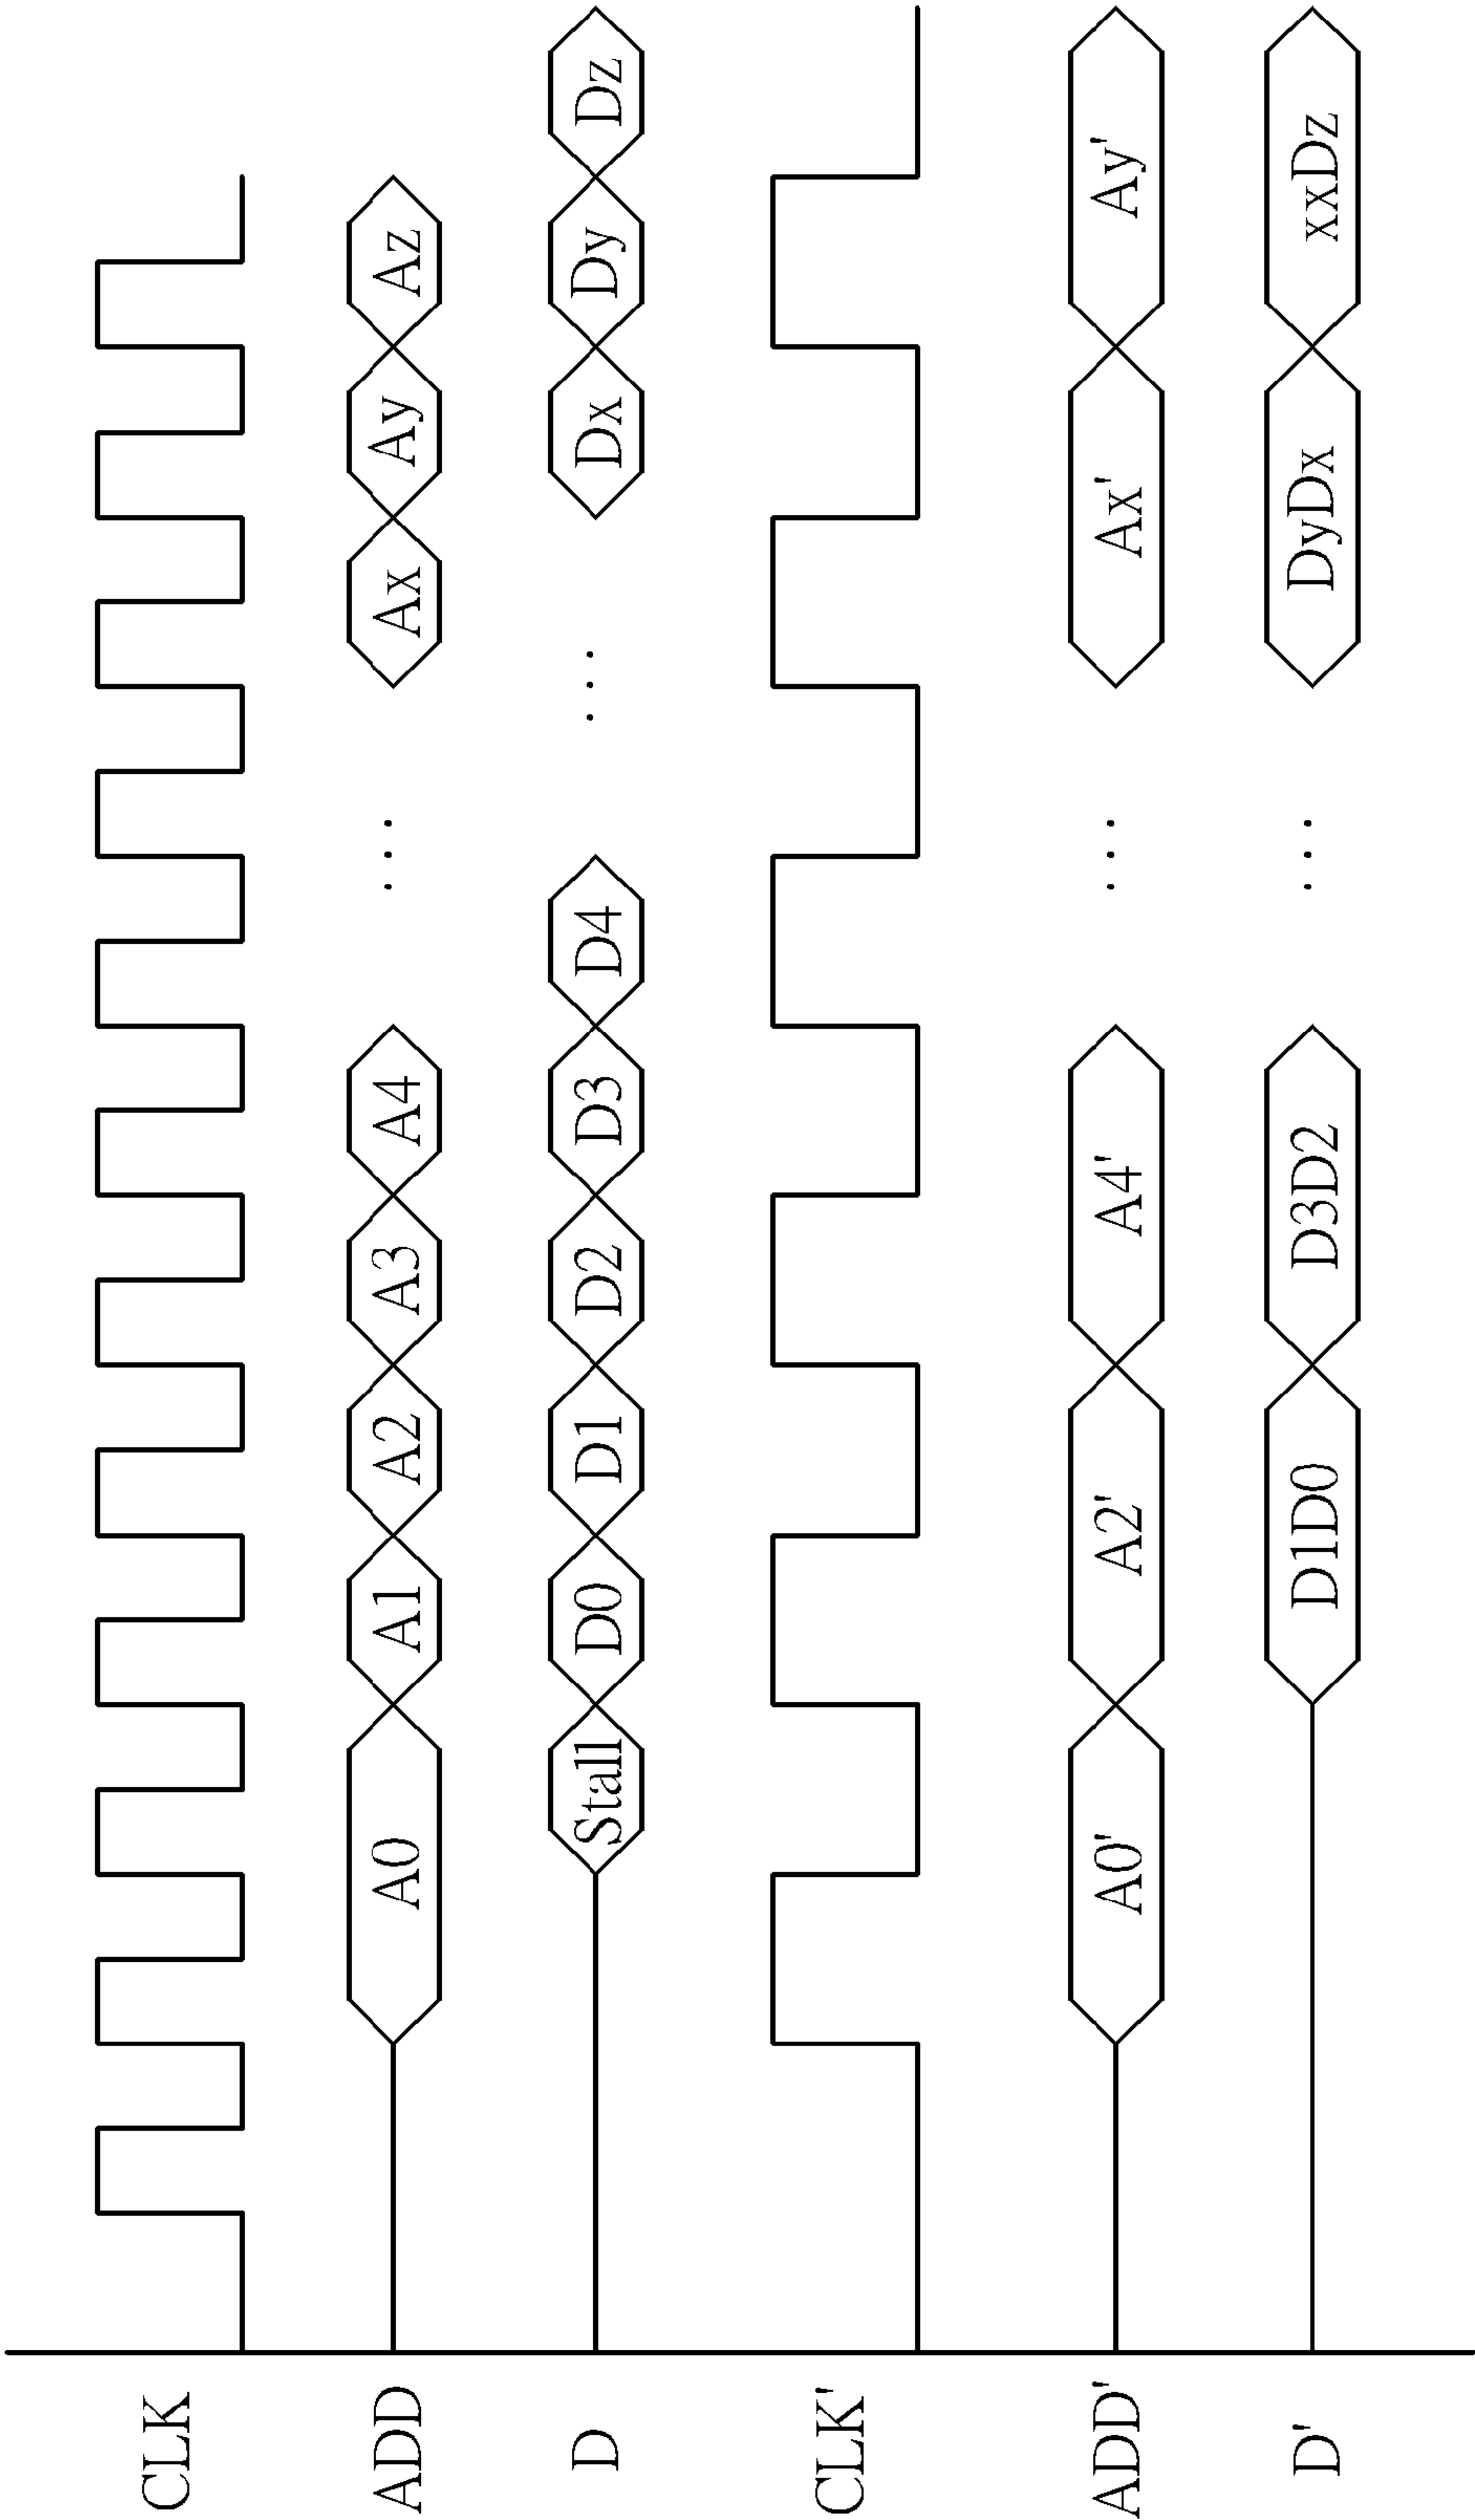 CLK
ADD A0 A1 A2 A3 A4 ... Ax Ay Az
D Stall D0 D1 D2 D3 D4 ... Dx Dy Dz
CLK'
ADD' A0' A2' A4' ... Ax' Ay'
D' D1D0 D3D2 ... DyDx xxDz